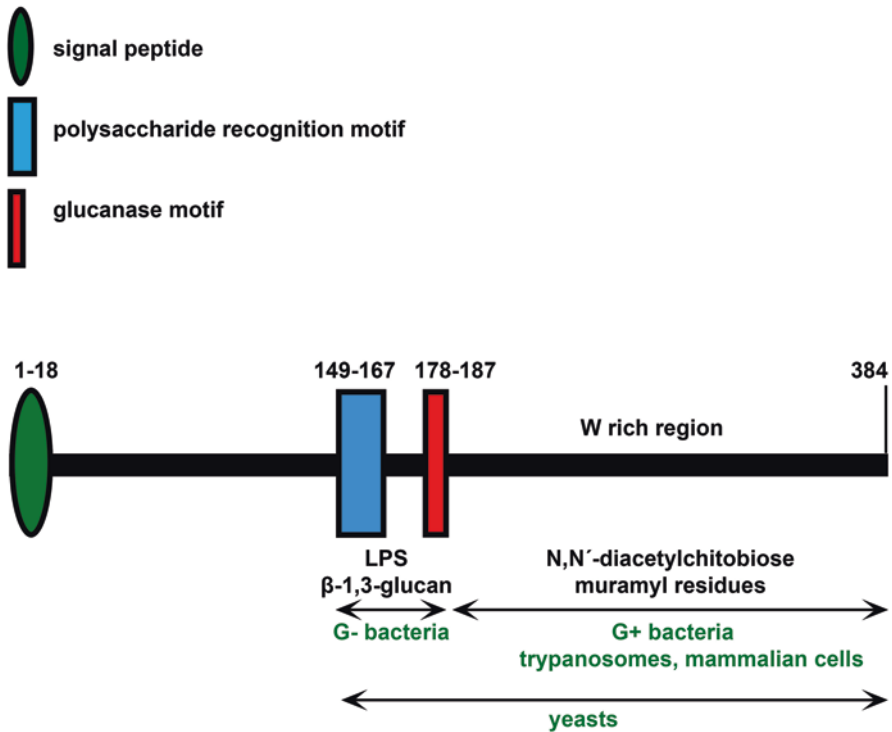 signal peptide
polysaccharide recognition motif
glucanase motif
1-18
149-167
178-187
384
W rich region
LPS
β-1,3-glucan
N,N´-diacetylchitobiose
muramyl residues
G- bacteria
G+ bacteria
trypanosomes, mammalian cells
yeasts